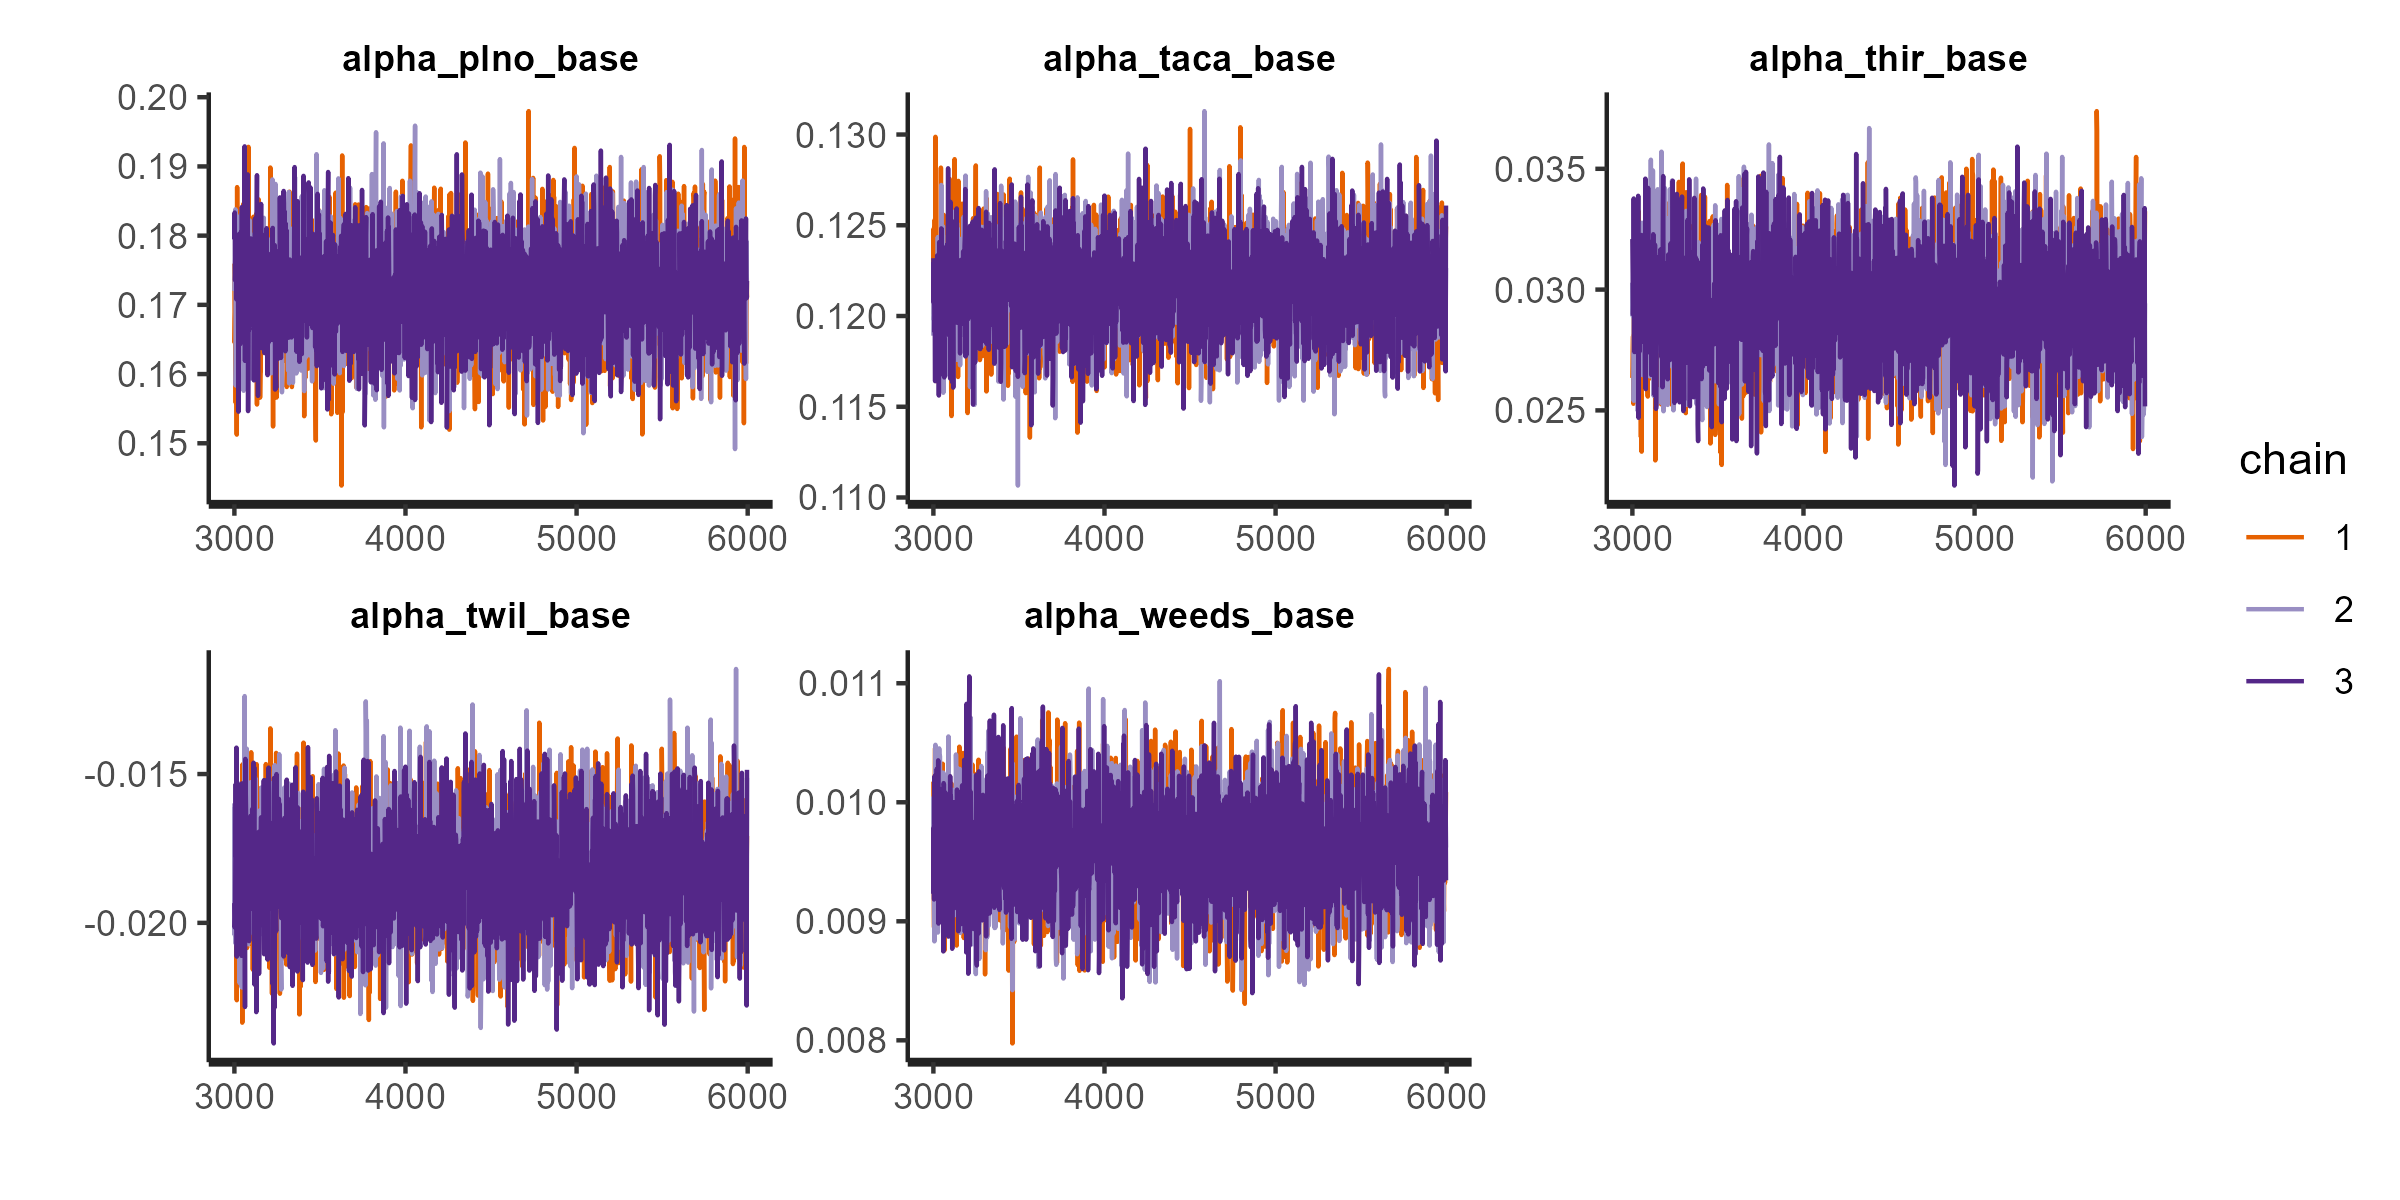 alpha_plno_base alpha_taca_base alpha_thir_base
0.20
0.19
0.18
0.17
0.16
0.15
3000 4000 5000 6000
0.130
0.125
0.120
0.115
0.110
3000 4000 5000 6000
0.035
0.030
0.025
3000 4000 5000 6000
chain
1
2
3
alpha_twil_base alpha_weeds_base
-0.015
-0.020
3000 4000 5000 6000
0.011
0.010
0.009
0.008
3000 4000 5000 6000